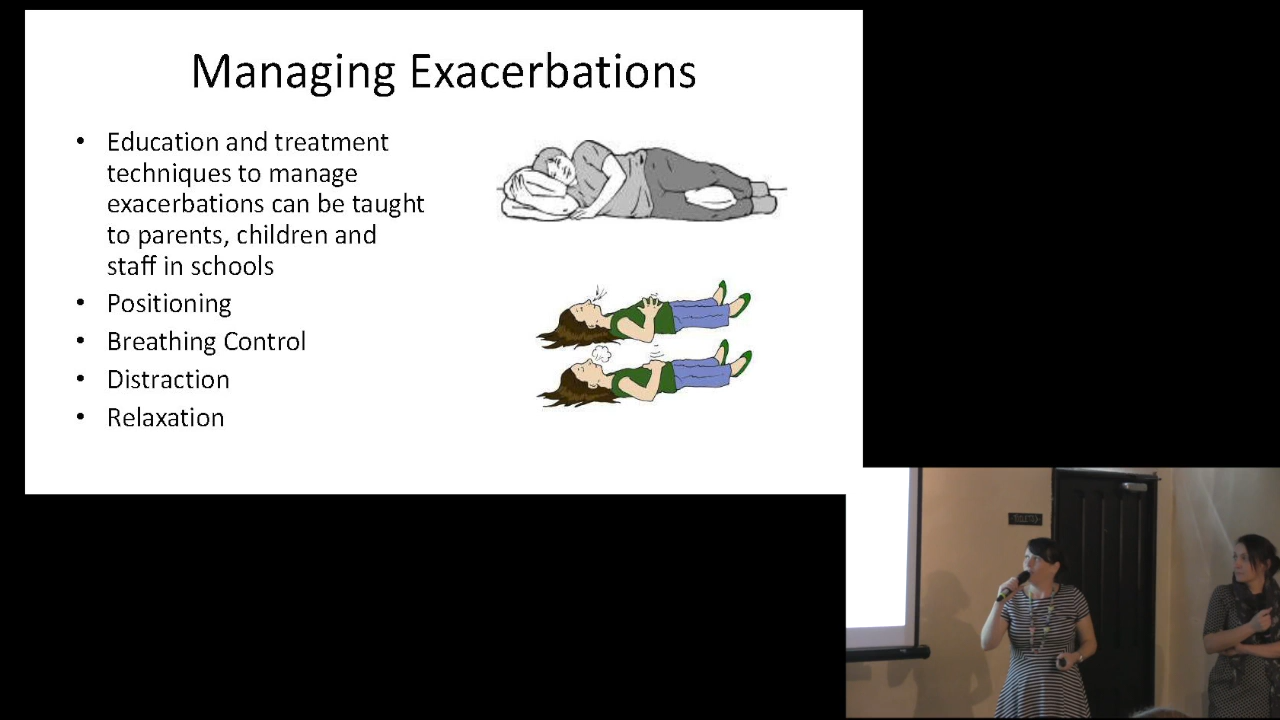 Managing Exacerbations
• Education and treatment
techniques to manage
exacerbations can be taught
to parents, children and
staff in schools
• Positioning
• Breathing Control
• Distraction
• Relaxation